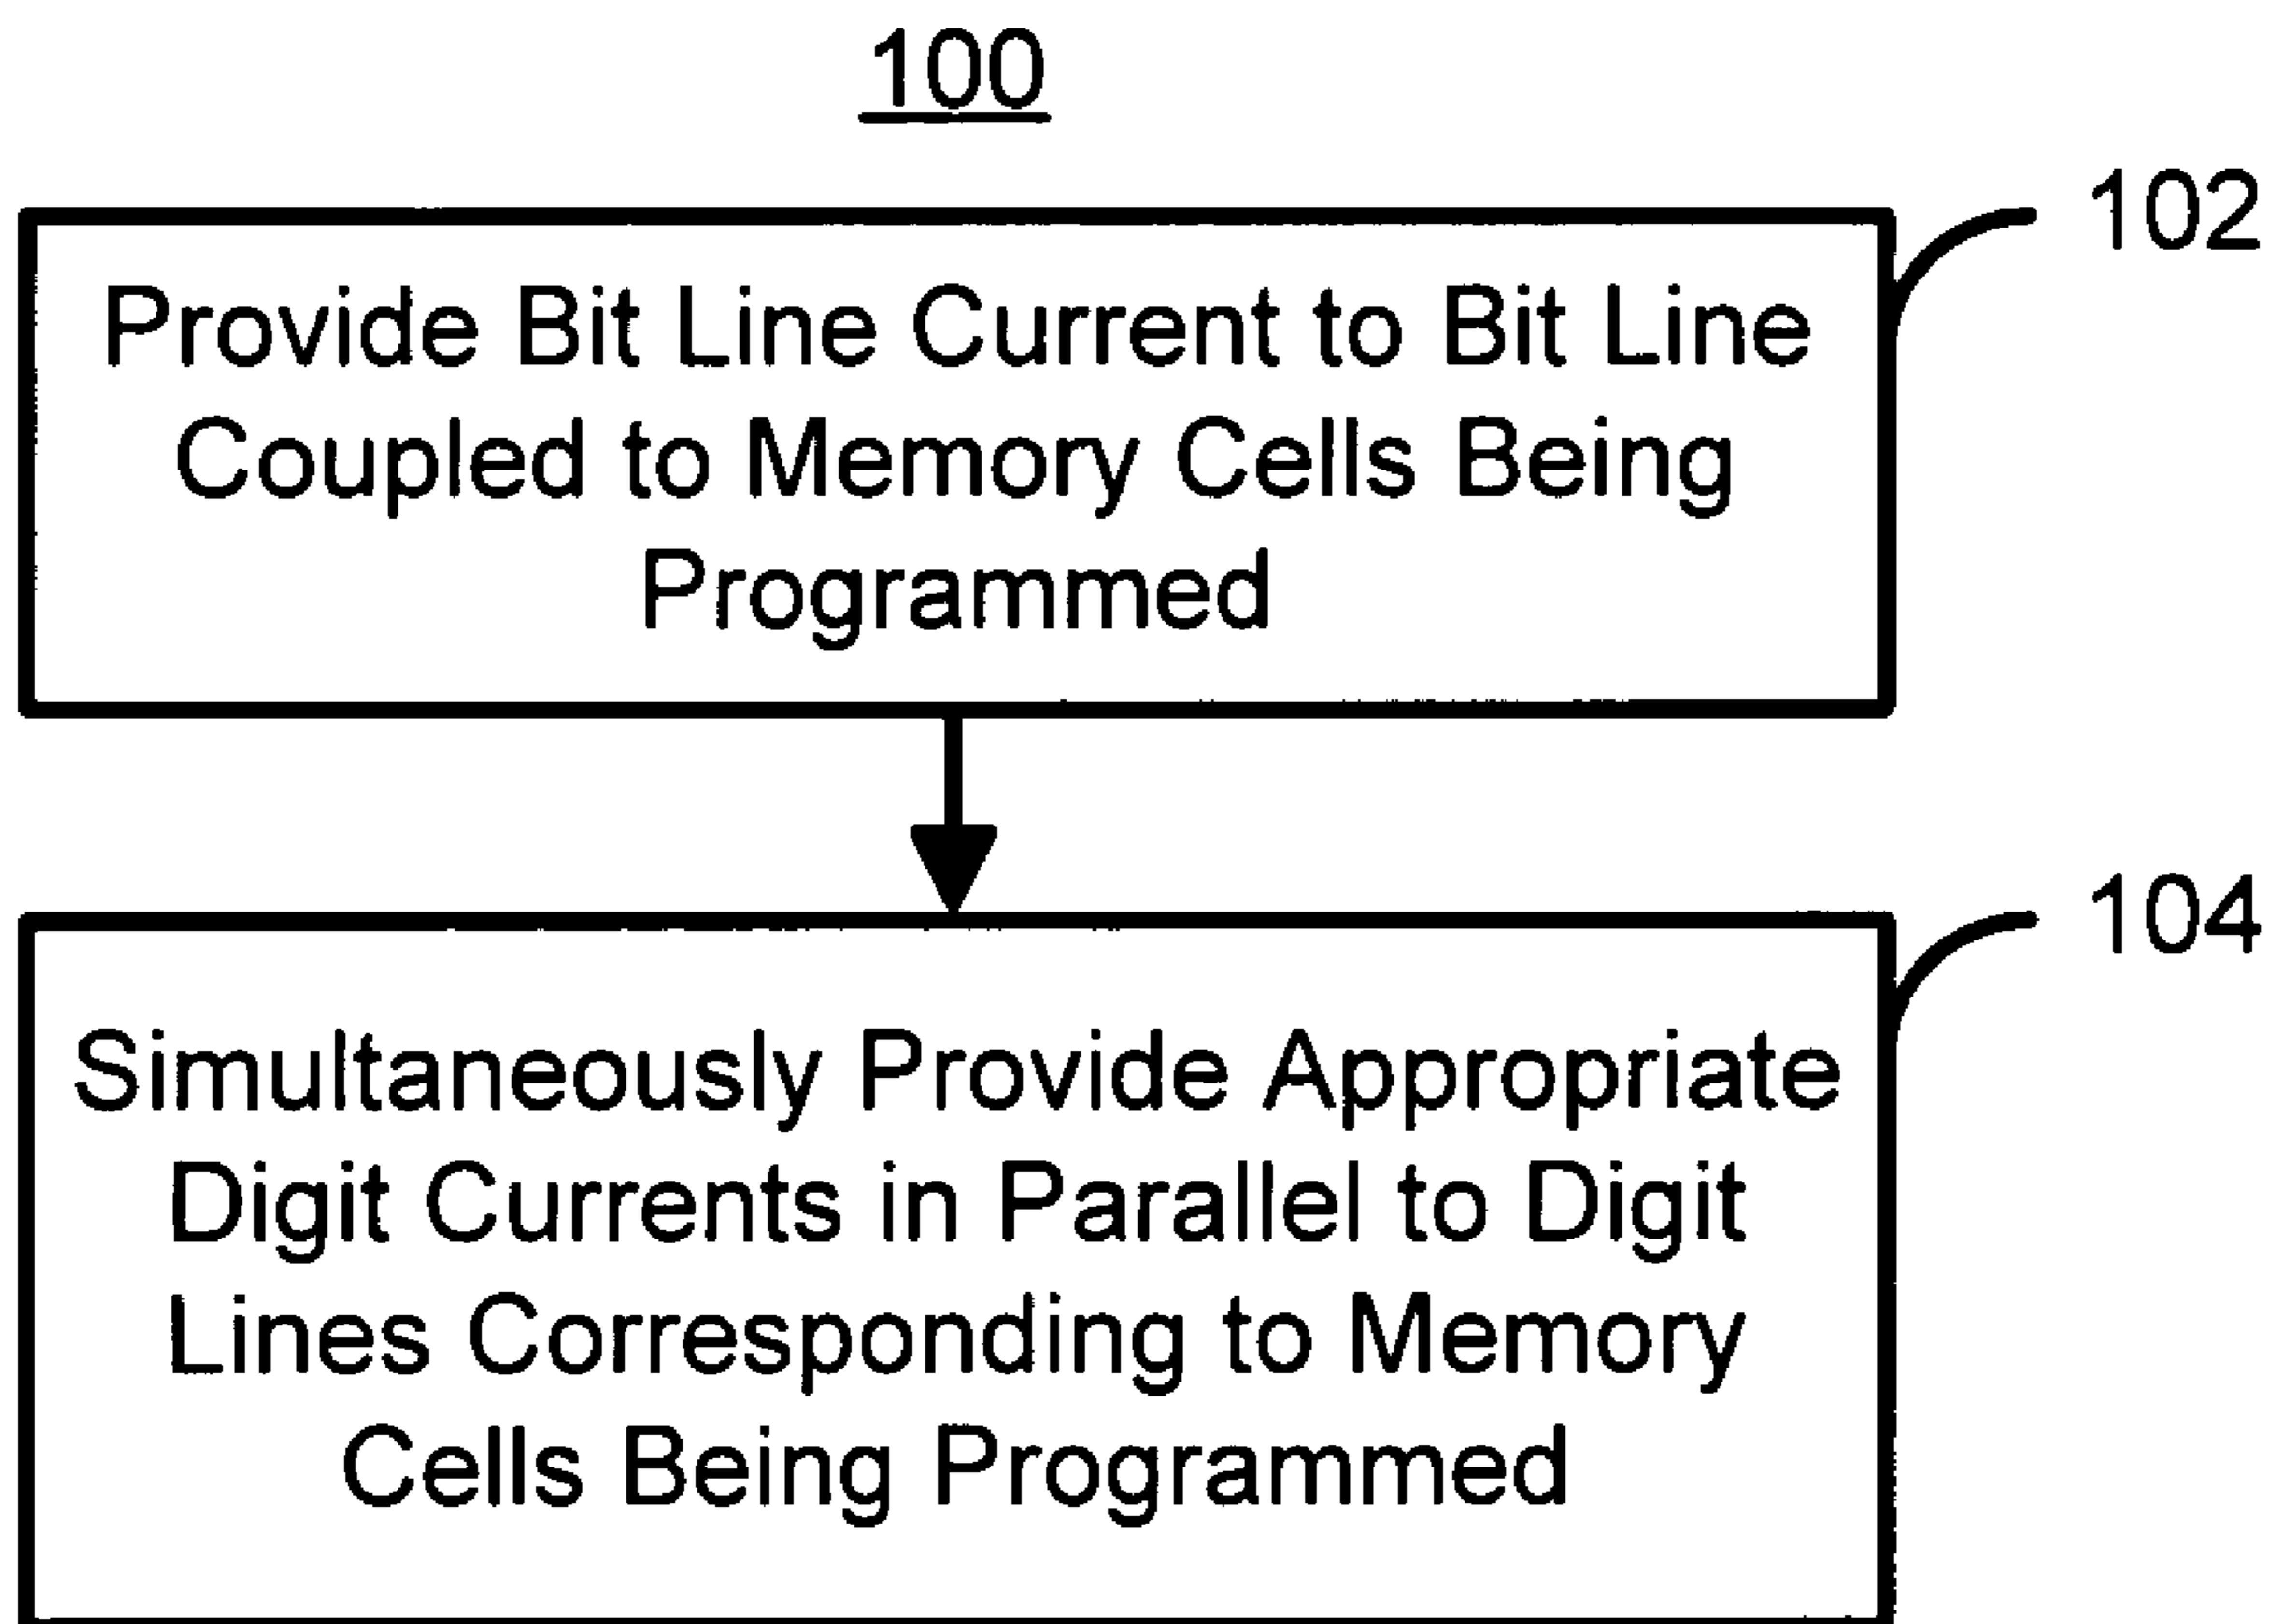 100
102
Provide Bit Line Current to Bit Line
Coupled to Memory Cells Being
Programmed
104
Simultaneously Provide Appropriate
Digit Currents in Parallel to Digit
Lines Corresponding to Memory
Cells Being Programmed